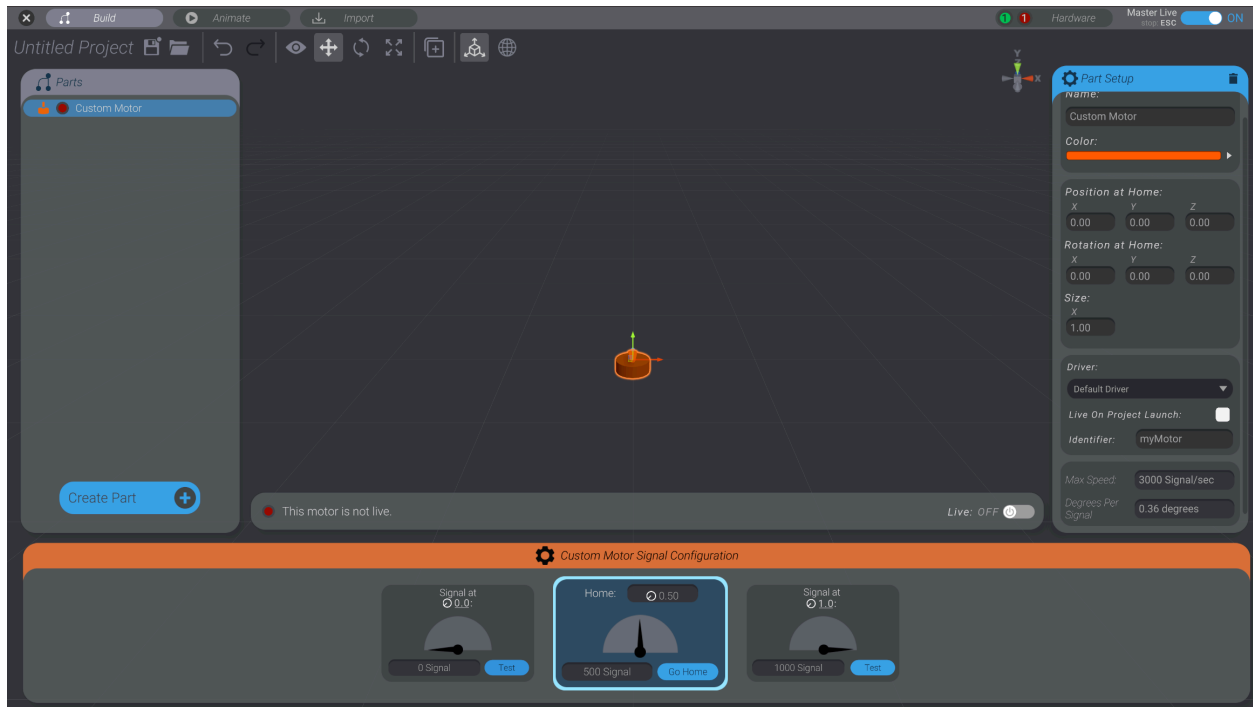 Build
Animate
Import
1
1
Hardware
Master Live
stop: ESC
ON
Untitled Project
Parts
Custom Motor
Create Part
Y
Z
X
Part Setup
Name:
Custom Motor
Color:
Position at Home:
X Y Z
0.00 0.00 0.00
Rotation at Home:
X Y Z
0.00 0.00 0.00
Size:
X
1.00
Driver:
Default Driver
Live On Project Launch:
Identifier: myMotor
Max Speed: 3000 Signal/sec
Degrees Per
Signal
0.36 degrees
This motor is not live.
Live: OFF
Custom Motor Signal Configuration
Signal at
0.0:
0 Signal
Test
Home: 0.50
500 Signal
Go Home
Signal at
1.0:
1000 Signal
Test